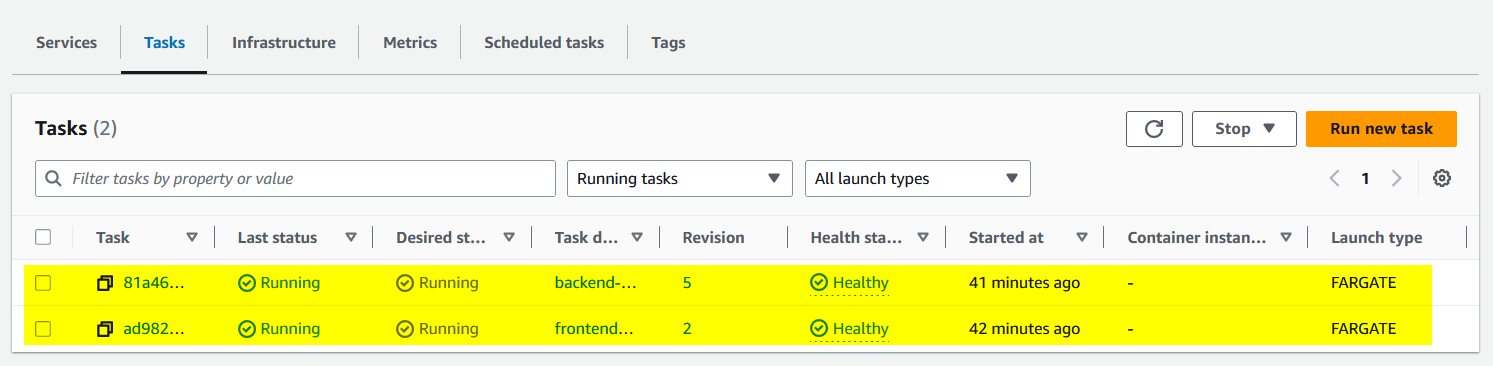 Services Tasks Infrastructure Metrics Scheduled tasks Tags
Tasks (2) Stop Run new task
Filter tasks by property or value Running tasks All launch types 1
Task Last status Desired st... Task d... Revision Health sta... Started at Container instan... Launch type
81a46... Running Running backend-... 5 Healthy 41 minutes ago - FARGATE
ad982... Running Running frontend... 2 Healthy 42 minutes ago - FARGATE